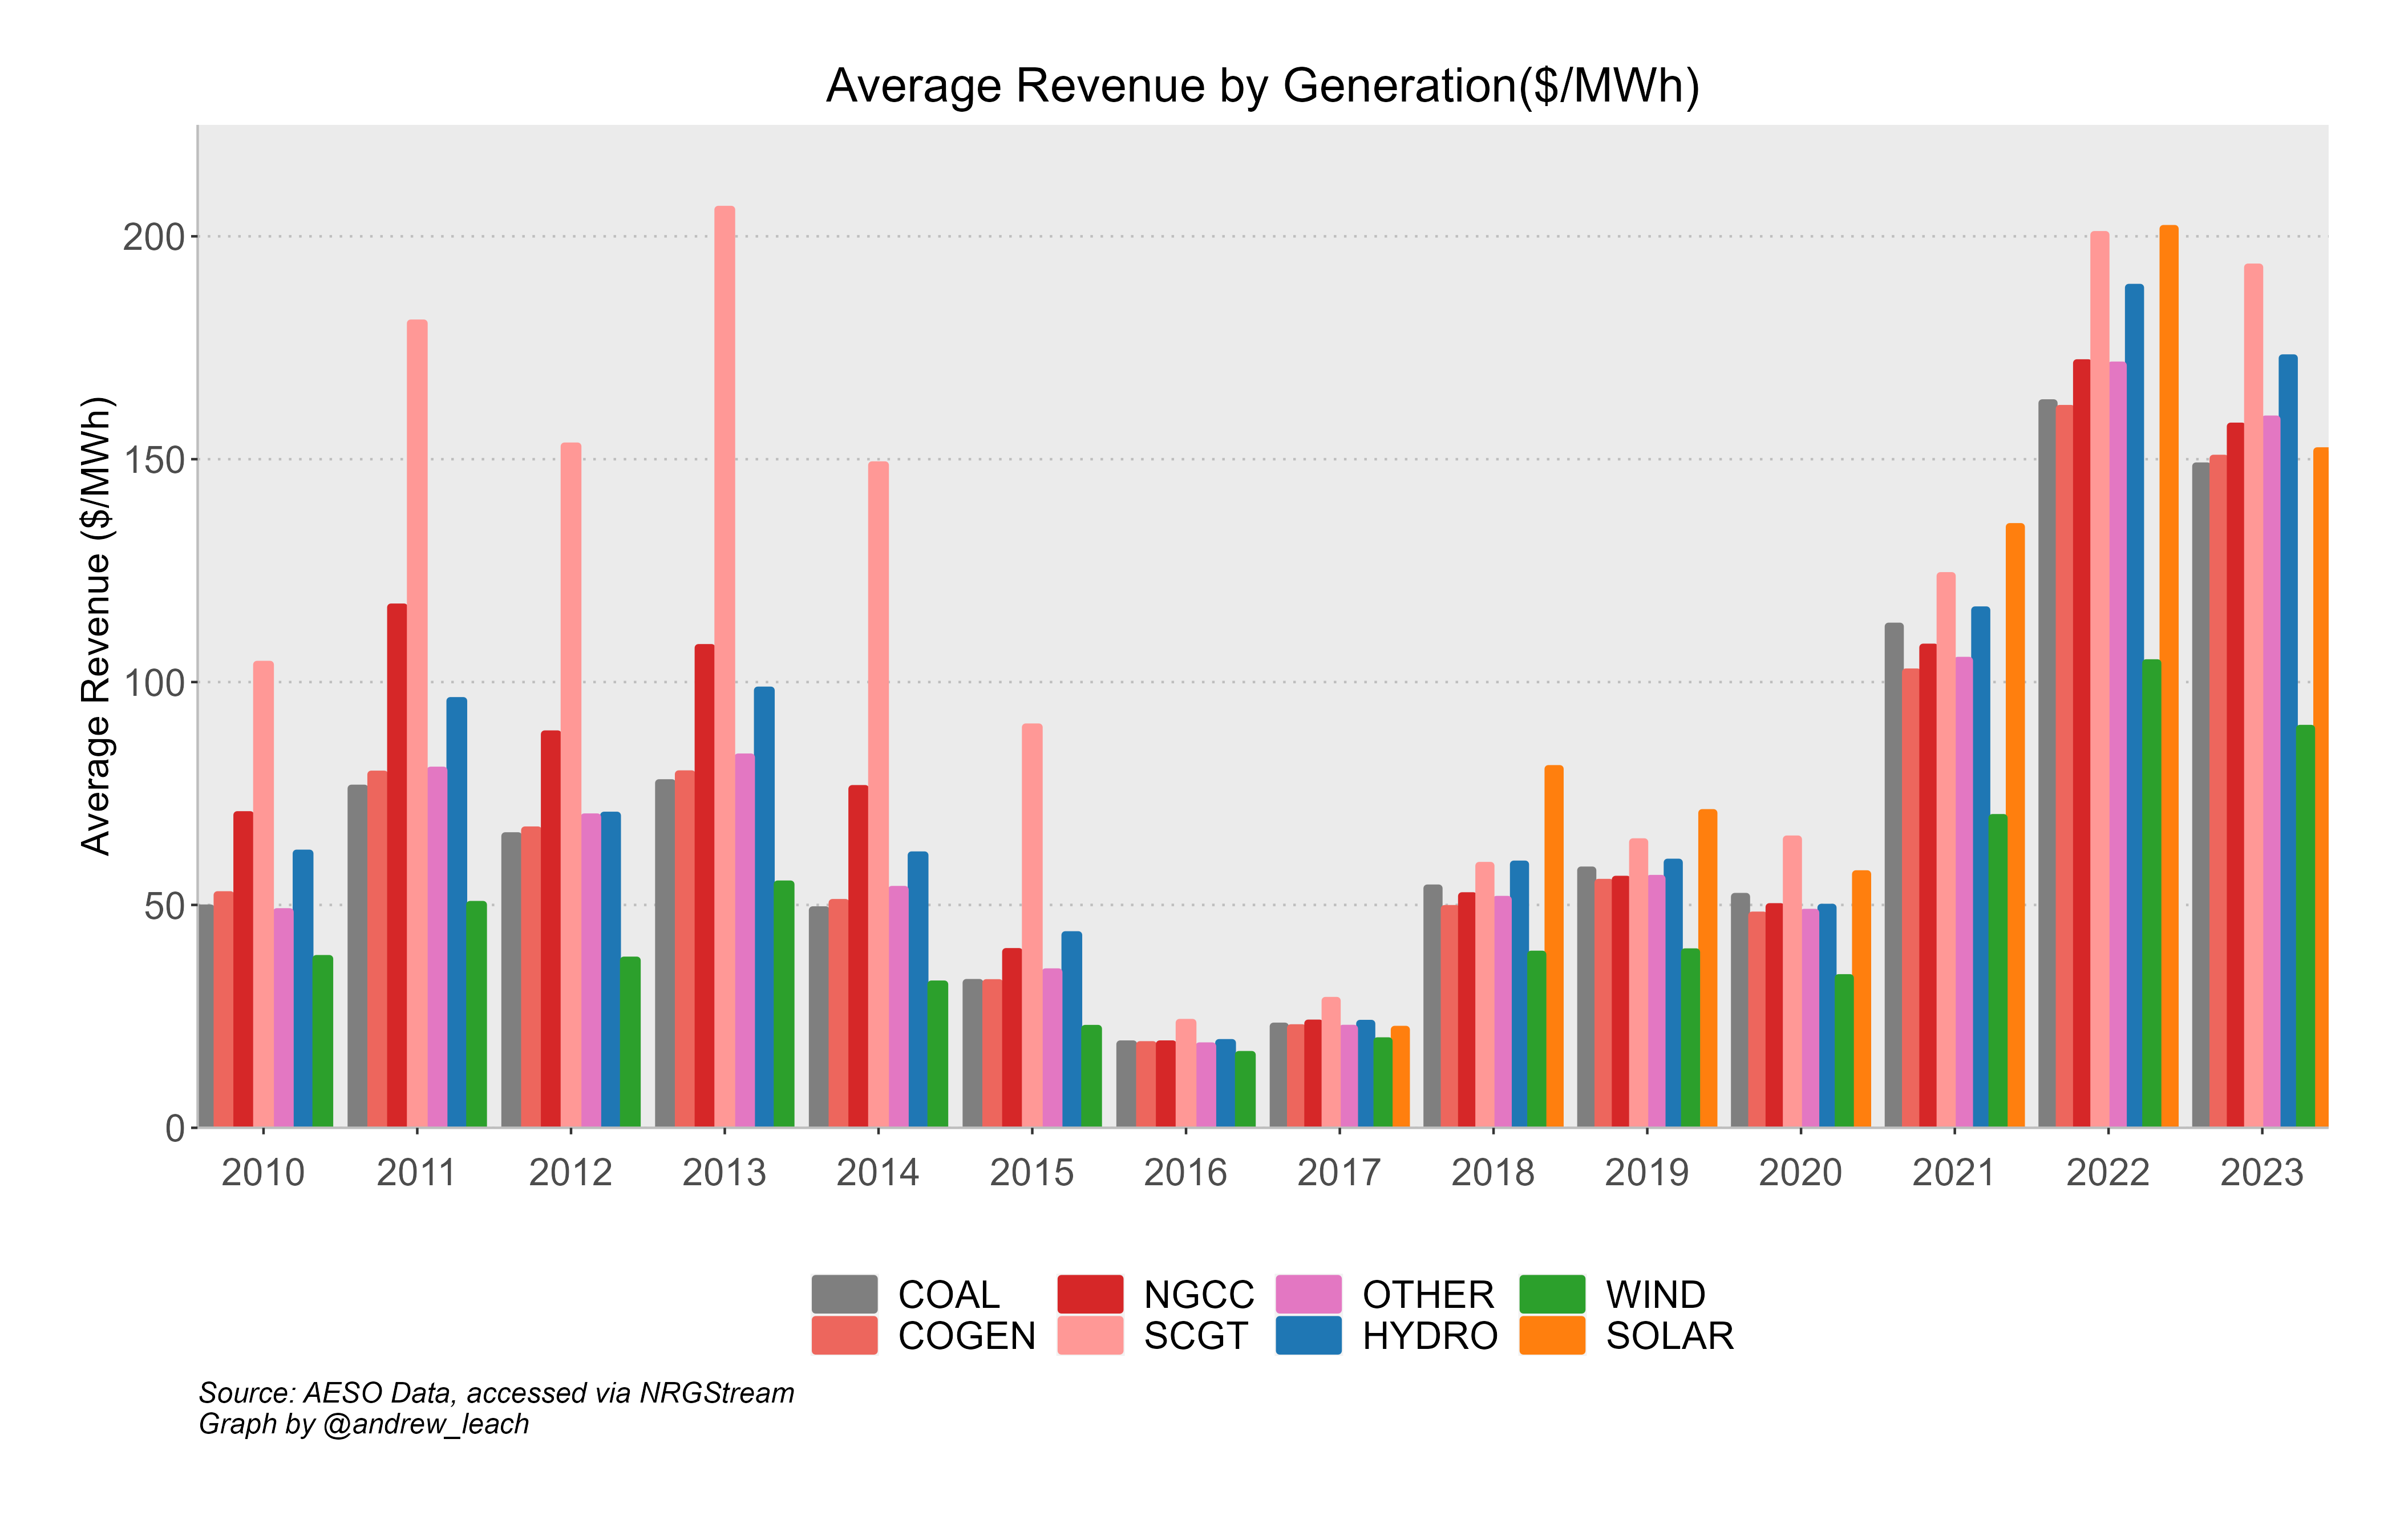 Average Revenue by Generation($/MWh)
Average Revenue ($/MWh)
200
150
100
50
0
2010 2011 2012 2013 2014 2015 2016 2017 2018 2019 2020 2021 2022 2023
COAL NGCC OTHER WIND
COGEN SCGT HYDRO SOLAR
Source: AESO Data, accessed via NRGStream
Graph by @andrew_leach